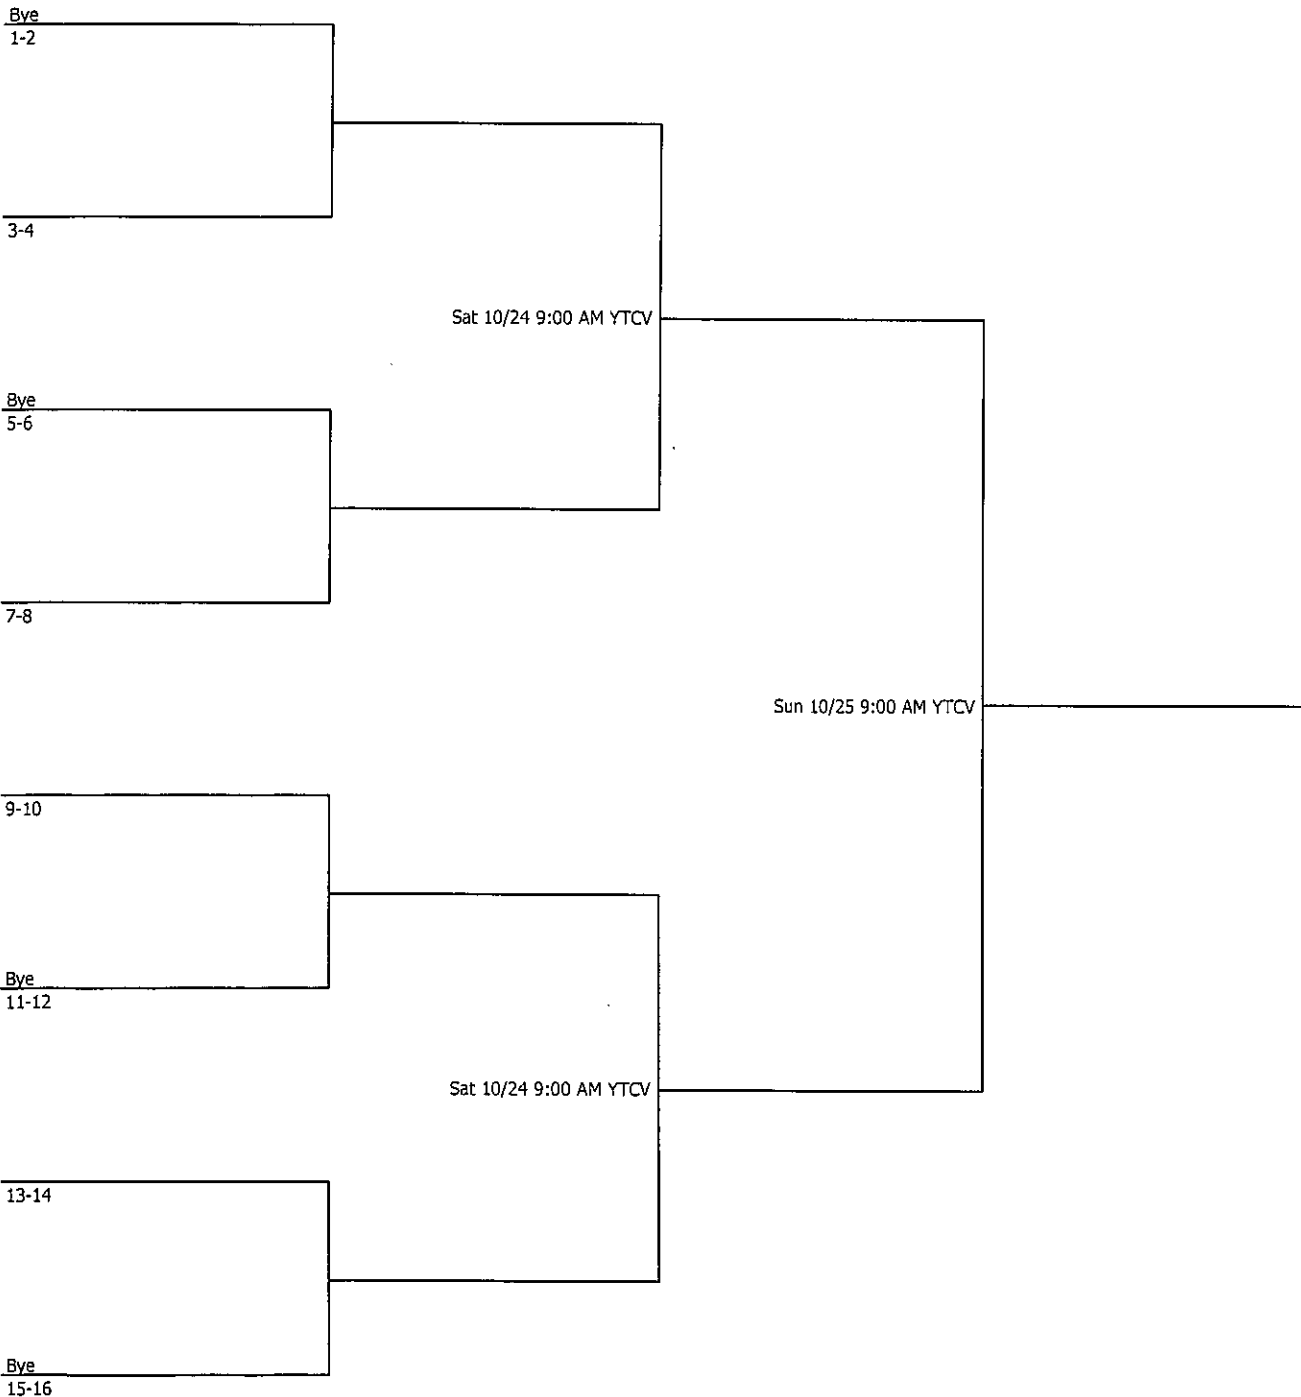 Bye
1-2
3-4
Sat 10/24 9:00 AM YTCV
Bye
5-6
7-8
Sun 10/25 9:00 AM YTCV
9-10
Bye
11-12
Sat 10/24 9:00 AM YTCV
13-14
Bye
15-16